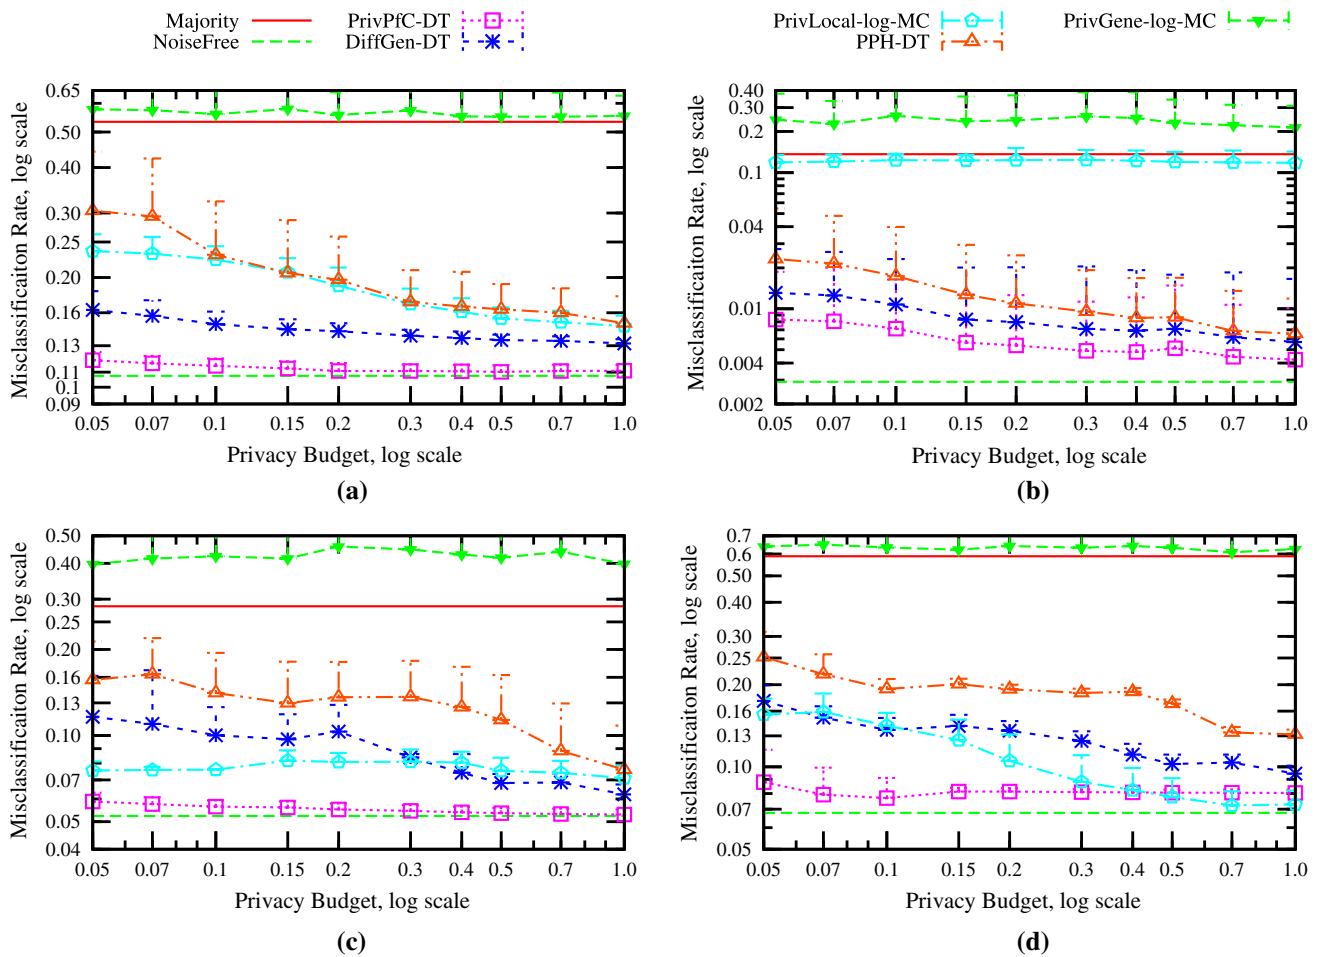 Majority
NoiseFree
PrivPfC-DT
DiffGen-DT
PrivLocal-log-MC
PPH-DT
PrivGene-log-MC
Misclassificaiton Rate, log scale
0.65
0.50
0.40
0.30
0.25
0.20
0.16
0.13
0.11
0.1
0.09
0.05 0.07 0.1 0.15 0.2 0.3 0.4 0.5 0.7 1.0
Privacy Budget, log scale
(a)
Misclassificaiton Rate, log scale
0.40
0.30
0.2
0.1
0.04
0.01
0.004
0.002
0.05 0.07 0.1 0.15 0.2 0.3 0.4 0.5 0.7 1.0
Privacy Budget, log scale
(b)
Misclassificaiton Rate, log scale
0.50
0.40
0.30
0.25
0.20
0.16
0.13
0.10
0.07
0.05
0.04
0.05 0.07 0.1 0.15 0.2 0.3 0.4 0.5 0.7 1.0
Privacy Budget, log scale
(c)
Misclassificaiton Rate, log scale
0.7
0.6
0.50
0.40
0.30
0.25
0.20
0.16
0.13
0.10
0.07
0.05
0.05 0.07 0.1 0.15 0.2 0.3 0.4 0.5 0.7 1.0
Privacy Budget, log scale
(d)